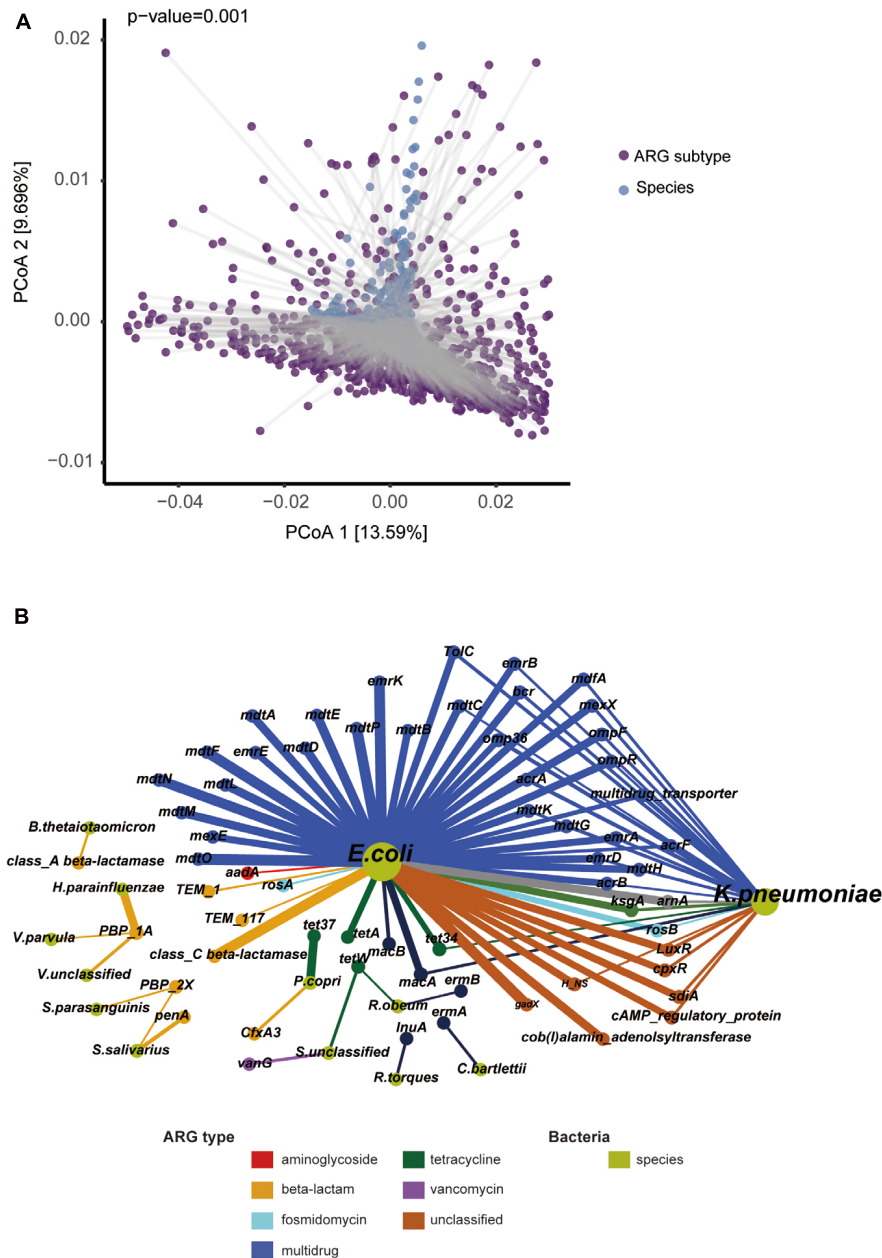 A
p−value=0.001
0.02
0.01
0.00
−0.01
PCoA 2 [9.696%]
−0.04
−0.02
0.00
0.02
PCoA 1 [13.59%]
ARG subtype
Species
B
TolC
emrB
emrK
mdfA
bcr
mdtA
mdtE
mdtC
mexX
mdtP
mdtB
omp36
ompF
mdtF
emrE
mdtD
ompR
mdtN
mdtL
acrA
multidrug_transporter
mdtM
mdtK
B.thetaiotaomicron
mexE
mdtG
emrA
acrF
class_A beta-lactamase
mdtO
E.coli
emrD
mdtH
aadA
acrB
H.parainfluenzae
TEM_1
rosA
ksgA
arnA
K.pneumoniae
TEM_117
tet37
tetA
tet34
rosB
V.parvula
PBP_1A
class_C beta-lactamase
macB
LuxR
tetW
V.unclassified
PBP_2X
P.copri
macA
ermB
H_NS
cpxR
S.parasanguinis
R.obeum
gadX
sdiA
penA
CfxA3
lnuA
ermA
cAMP_regulatory_protein
S.salivarius
vanG
S.unclassified
cob(I)alamin_adenolsyltransferase
R.torques
C.bartlettii
ARG type
Bacteria
aminoglycoside
tetracycline
species
beta-lactam
vancomycin
fosmidomycin
unclassified
multidrug